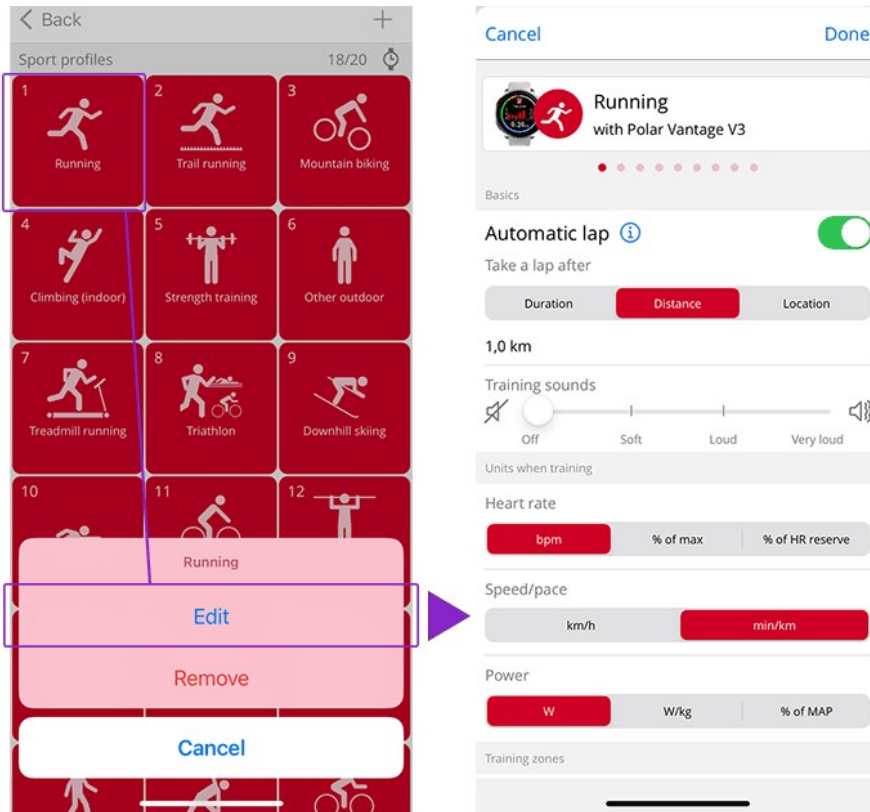 Back
Sport profiles 18/20
1 2 3
Running Trail running Mountain biking
4 5 6
Climbing (indoor) Strength training Other outdoor
7 8 9
Treadmill running Triathlon Downhill skiing
10 11 12
Running
Edit
Remove
Cancel
Cancel Done
Running
with Polar Vantage V3
Basics
Automatic lap
Take a lap after
Duration Distance Location
1,0 km
Training sounds
Off Soft Loud Very loud
Units when training
Heart rate
bpm % of max % of HR reserve
Speed/pace
km/h min/km
Power
W W/kg % of MAP
Training zones